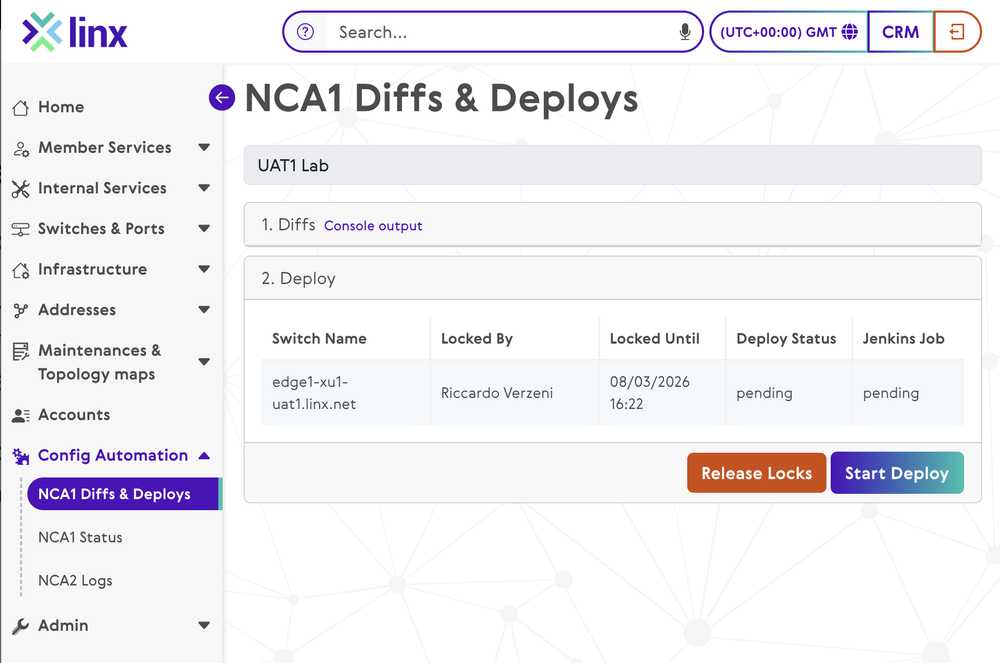 linx
?
Search...
(UTC+00:00) GMT
CRM
Home
Member Services
Internal Services
Switches & Ports
Infrastructure
Addresses
Maintenances &
Topology maps
Accounts
Config Automation
NCA1 Diffs & Deploys
NCA1 Status
NCA2 Logs
Admin
NCA1 Diffs & Deploys
UAT1 Lab
1. Diffs Console output
2. Deploy
Switch Name Locked By Locked Until Deploy Status Jenkins Job
edge1-xu1-
uat1.linx.net
Riccardo Verzeni
08/03/2026
16:22
pending
pending
Release Locks
Start Deploy